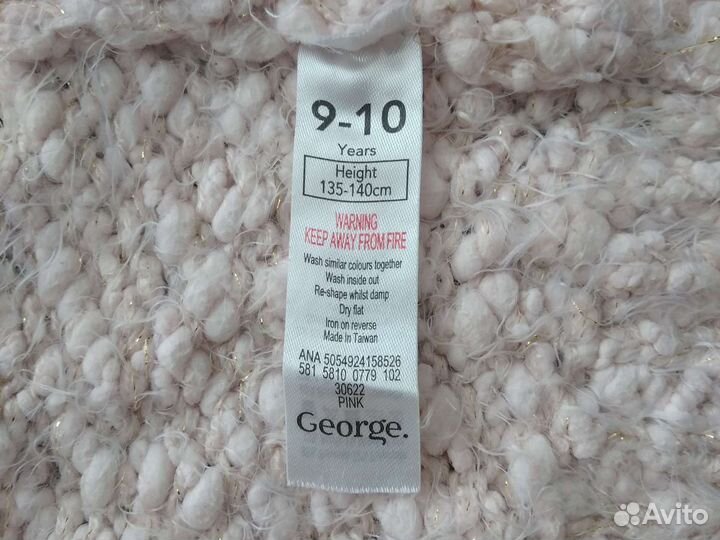 9-10
Years
Height
135-140cm
WARNING
KEEP AWAY FROM FIRE
Wash similar colours together
Wash inside out
Re-shape whilst damp
Dry flat
Iron on reverse
Made In Taiwan
ANA 5054924158526
581 5810 0779 102
30622
PINK
George.
Avito